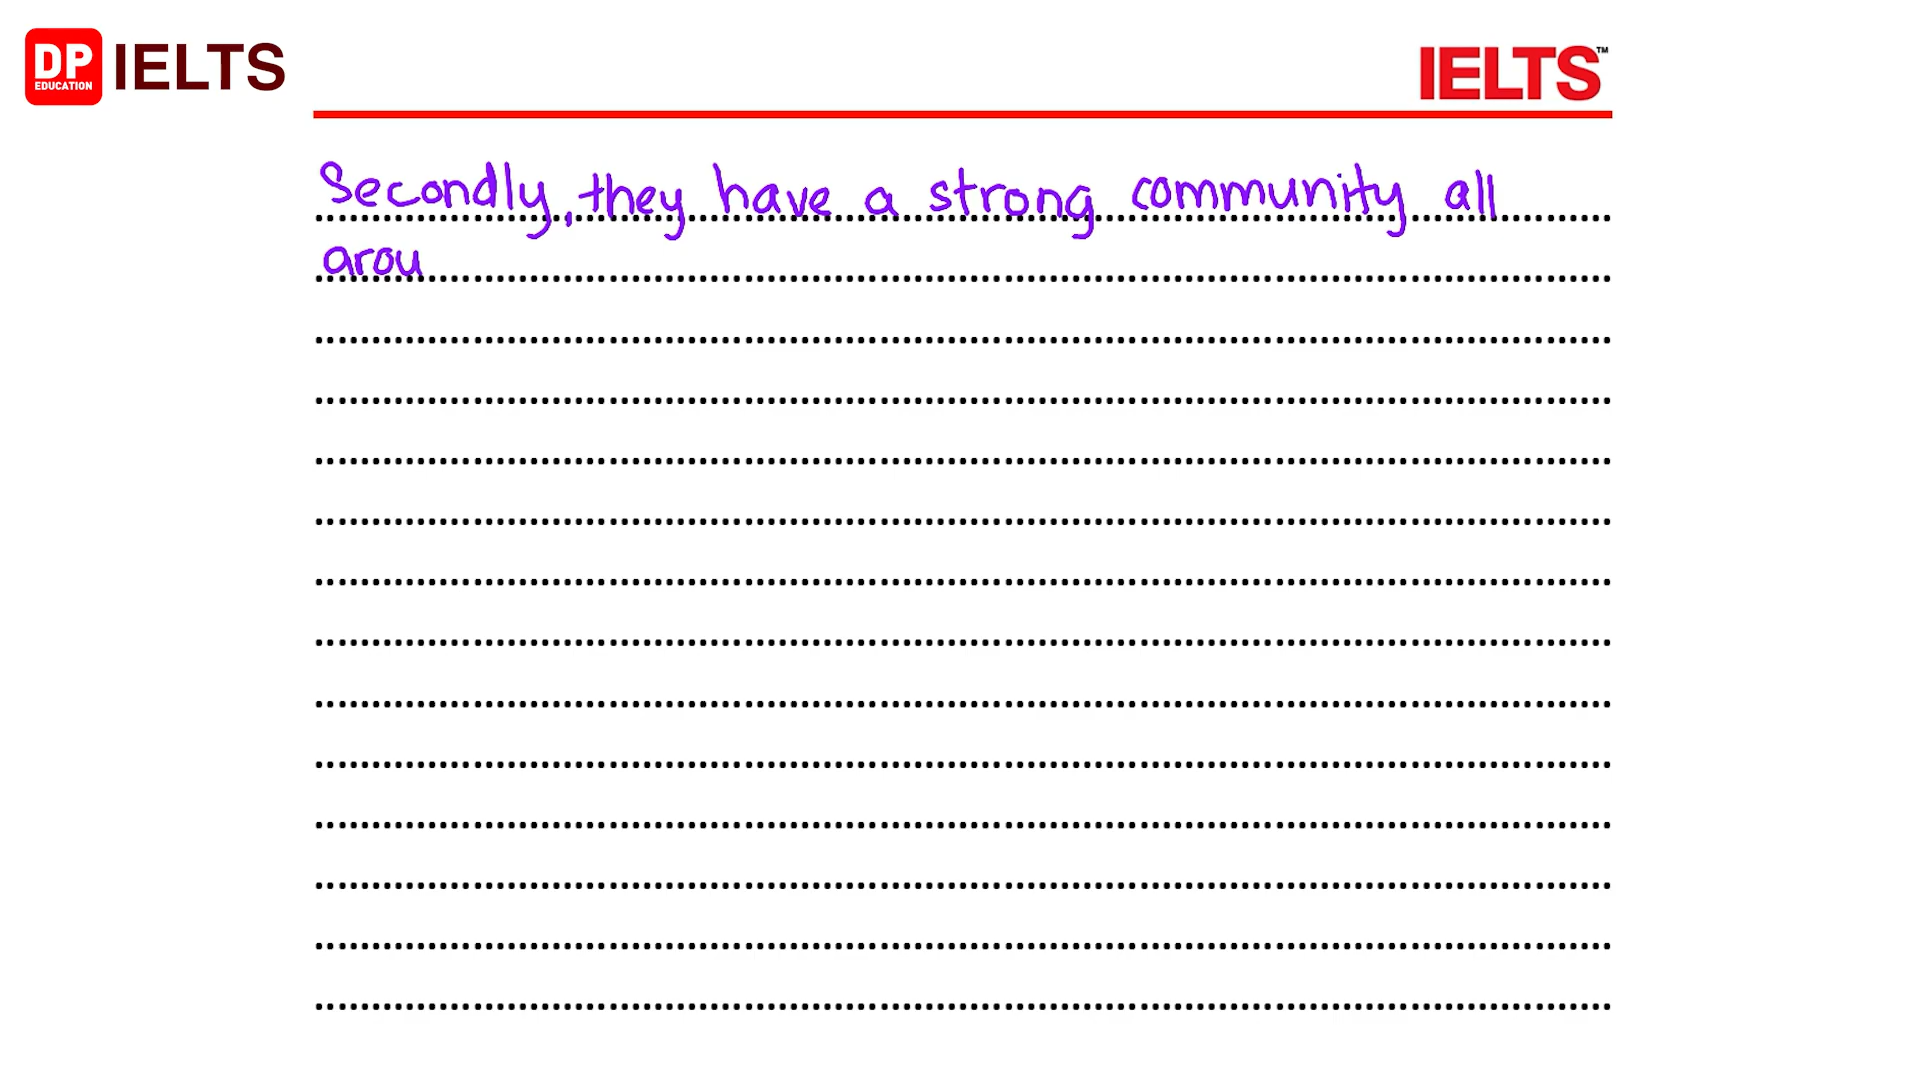 DP IELTS
EDUCATION
IELTS™
Secondly, they have a strong community all
arou